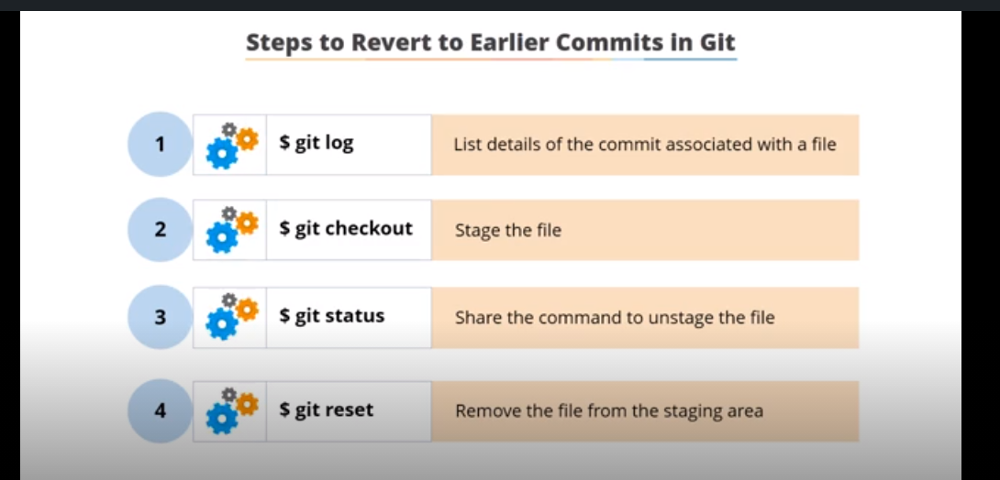 Steps to Revert to Earlier Commits in Git
1 $ git log List details of the commit associated with a file
2 $ git checkout Stage the file
3 $ git status Share the command to unstage the file
4 $ git reset Remove the file from the staging area